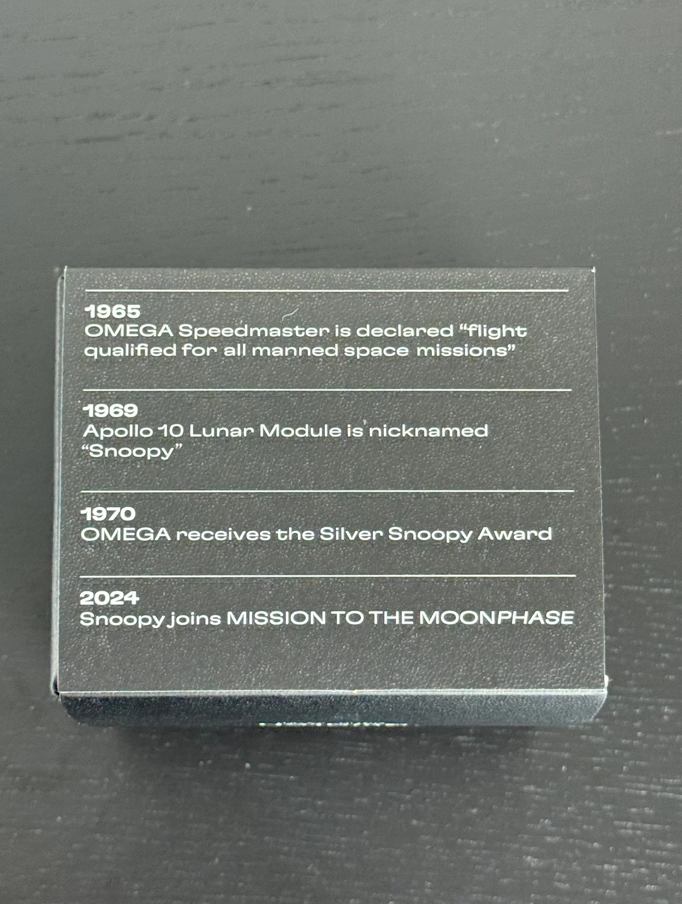 1965
OMEGA Speedmaster is declared “flight
qualified for all manned space missions”
1969
Apollo 10 Lunar Module is nicknamed
“Snoopy”
1970
OMEGA receives the Silver Snoopy Award
2024
Snoopy joins MISSION TO THE MOONPHASE